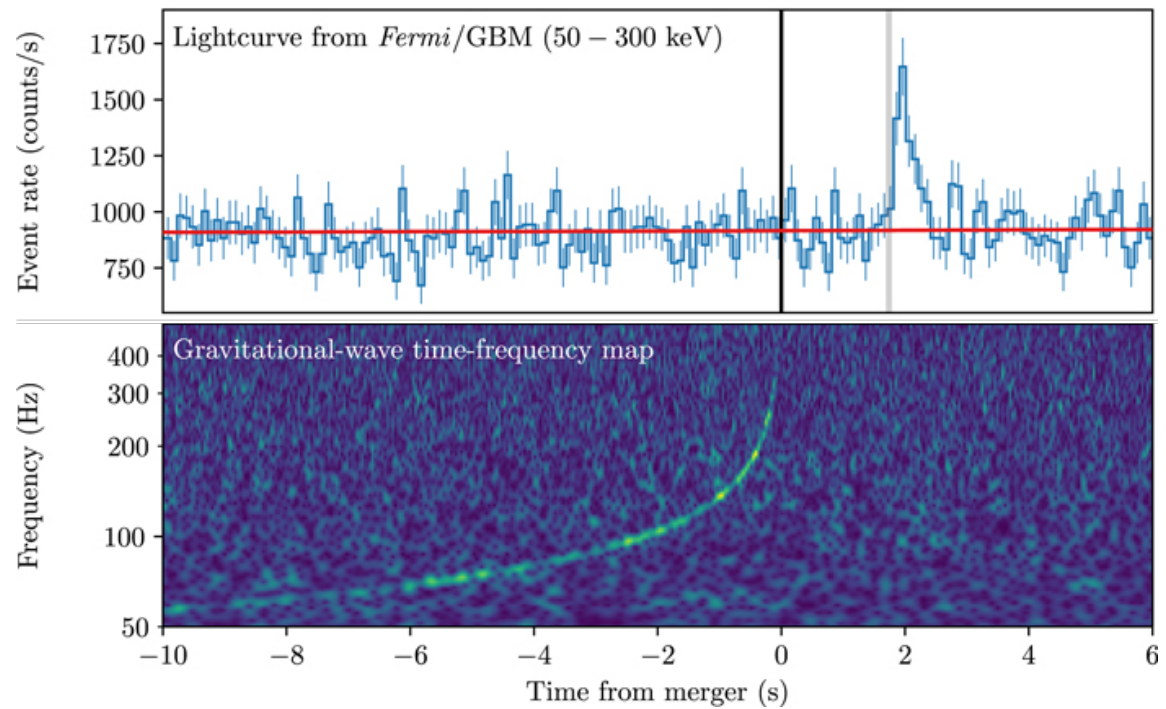 Lightcurve from Fermi/GBM (50 – 300 keV)
Event rate (counts/s)
1750
1500
1250
1000
750
Gravitational-wave time-frequency map
Frequency (Hz)
400
300
200
100
50
−10 −8 −6 −4 −2 0 2 4 6
Time from merger (s)